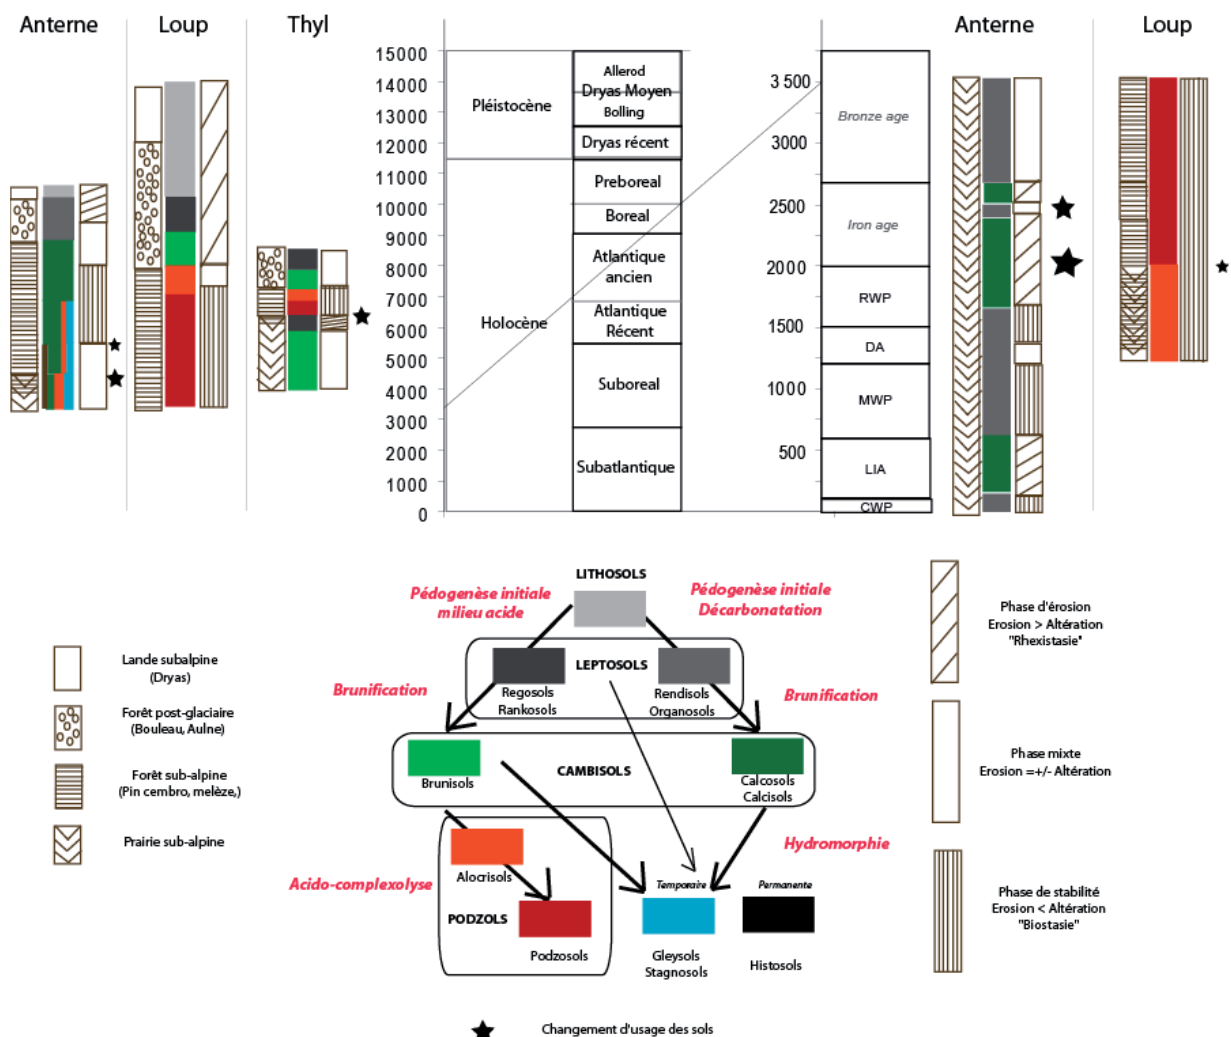 Anterne
Loup
Thyl
Anterne
Loup
15000
14000
13000
12000
11000
10000
9000
8000
7000
6000
5000
4000
3000
2000
1000
0
Pléistocène
Holocène
Allerod
Dryas Moyen
Bolling
Dryas récent
Preboreal
Boreal
Atlantique
ancien
Atlantique
Récent
Suboreal
Subatlantique
3 500
3000
2500
2000
1500
1000
500
Bronze age
Iron age
RWP
DA
MWP
LIA
CWP
LITHOSOLS
Pédogenèse initiale
milieu acide
Pédogenèse initiale
Décarbonatation
LEPTOSOLS
Regosols
Rankosols
Rendisols
Organosols
Brunification
Brunification
CAMBISOLS
Brunisols
Calcosols
Calcisols
Hydromorphie
Acido-complexolyse
Alocrisols
PODZOLS
Podzosols
Temporaire
Permanente
Gleysols
Stagnosols
Histosols
Lande subalpine
(Dryas)
Forêt post-glaciaire
(Bouleau, Aulne)
Forêt sub-alpine
(Pin cembro, melèze,)
Prairie sub-alpine
Phase d'érosion
Erosion > Altération
"Rhexistasie"
Phase mixte
Erosion =+/- Altération
Phase de stabilité
Erosion < Altération
"Biostasie"
Changement d'usage des sols